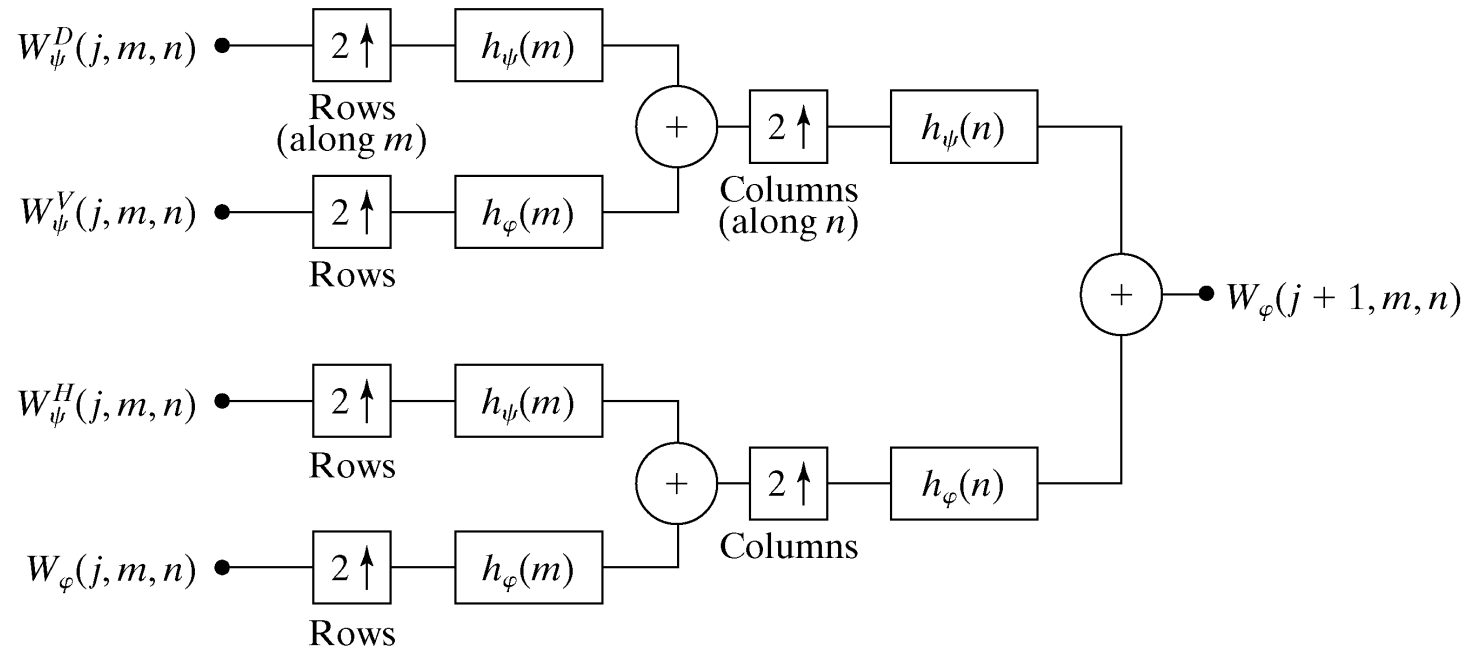 W_ψ^D(j, m, n)
2↑
h_ψ(m)
Rows
(along m)
+
2↑
h_ψ(n)
Columns
(along n)
W_ψ^V(j, m, n)
2↑
h_φ(m)
Rows
+
W_φ(j + 1, m, n)
W_ψ^H(j, m, n)
2↑
h_ψ(m)
Rows
+
2↑
h_φ(n)
Columns
W_φ(j, m, n)
2↑
h_φ(m)
Rows